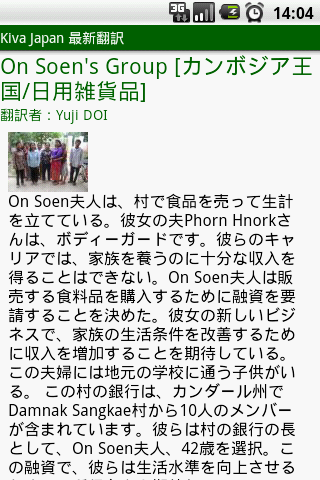 3G 14:04
Kiva Japan 最新翻訳
On Soen's Group [カンボジア王
国/日用雑貨品]
翻訳者：Yuji DOI
On Soen夫人は、村で食品を売って生計
を立てている。彼女の夫Phorn Hnorkさ
んは、ボディーガードです。彼らのキャ
リアでは、家族を養うのに十分な収入を
得ることはできない。On Soen夫人は販
売する食料品を購入するために融資を要
請することを決めた。彼女の新しいビジ
ネスで、家族の生活条件を改善するため
に収入を増加することを期待している。
この夫婦には地元の学校に通う子供がい
る。 この村の銀行は、カンダール州で
Damnak Sangkae村から10人のメンバー
が含まれています。彼らは村の銀行の長
として、On Soen夫人、42歳を選択。こ
の融資で、彼らは生活水準を向上させる